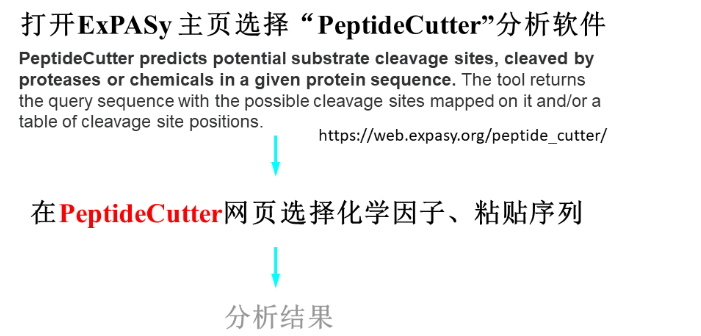 打开ExPASy 主页选择“PeptideCutter”分析软件
PeptideCutter predicts potential substrate cleavage sites, cleaved by
proteases or chemicals in a given protein sequence. The tool returns
the query sequence with the possible cleavage sites mapped on it and/or a
table of cleavage site positions.
https://web.expasy.org/peptide_cutter/
在PeptideCutter网页选择化学因子、粘贴序列
分析结果